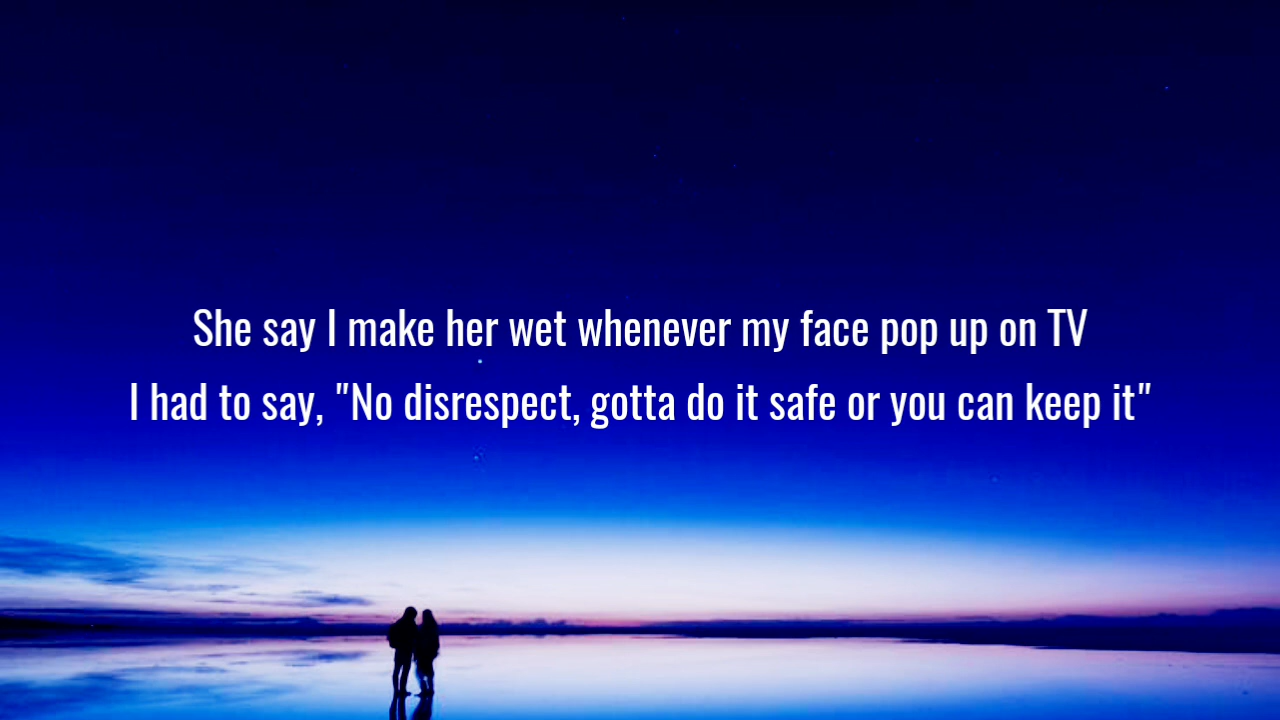 She say I make her wet whenever my face pop up on TV
I had to say, "No disrespect, gotta do it safe or you can keep it"